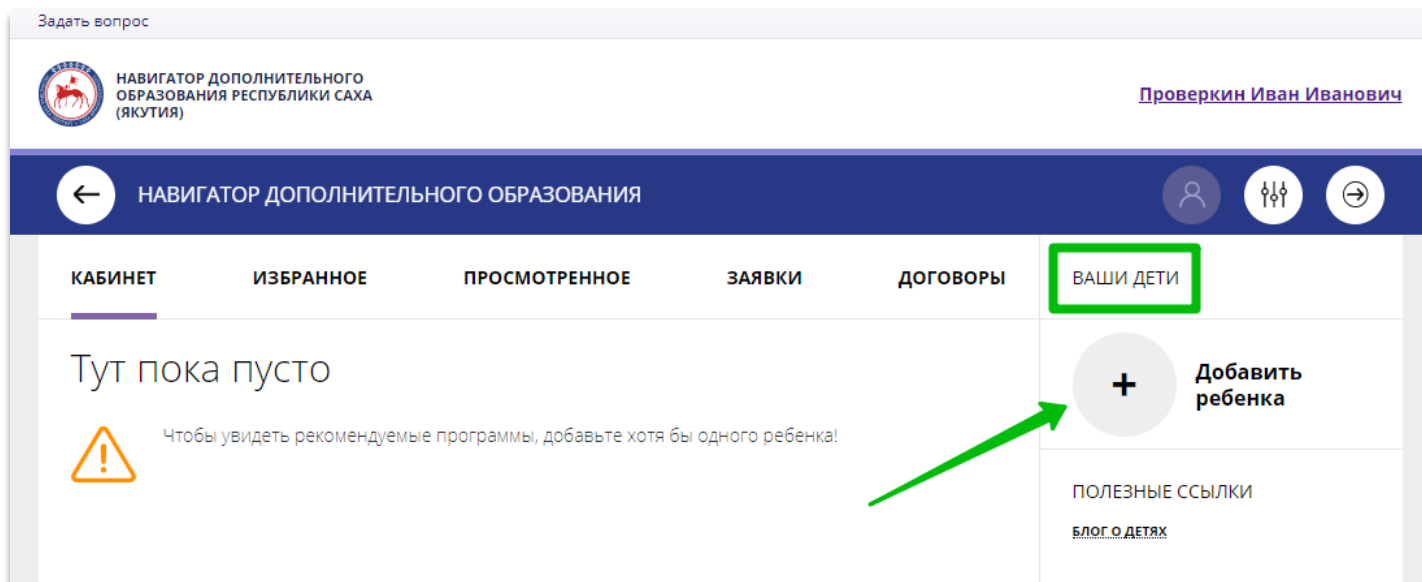 Задать вопрос
НАВИГАТОР ДОПОЛНИТЕЛЬНОГО
ОБРАЗОВАНИЯ РЕСПУБЛИКИ САХА
(ЯКУТИЯ)
Проверкин Иван Иванович
НАВИГАТОР ДОПОЛНИТЕЛЬНОГО ОБРАЗОВАНИЯ
КАБИНЕТ ИЗБРАННОЕ ПРОСМОТРЕННОЕ ЗАЯВКИ ДОГОВОРЫ ВАШИ ДЕТИ
Тут пока пусто
Чтобы увидеть рекомендуемые программы, добавьте хотя бы одного ребенка!
Добавить
ребенка
ПОЛЕЗНЫЕ ССЫЛКИ
БЛОГ О ДЕТЯХ